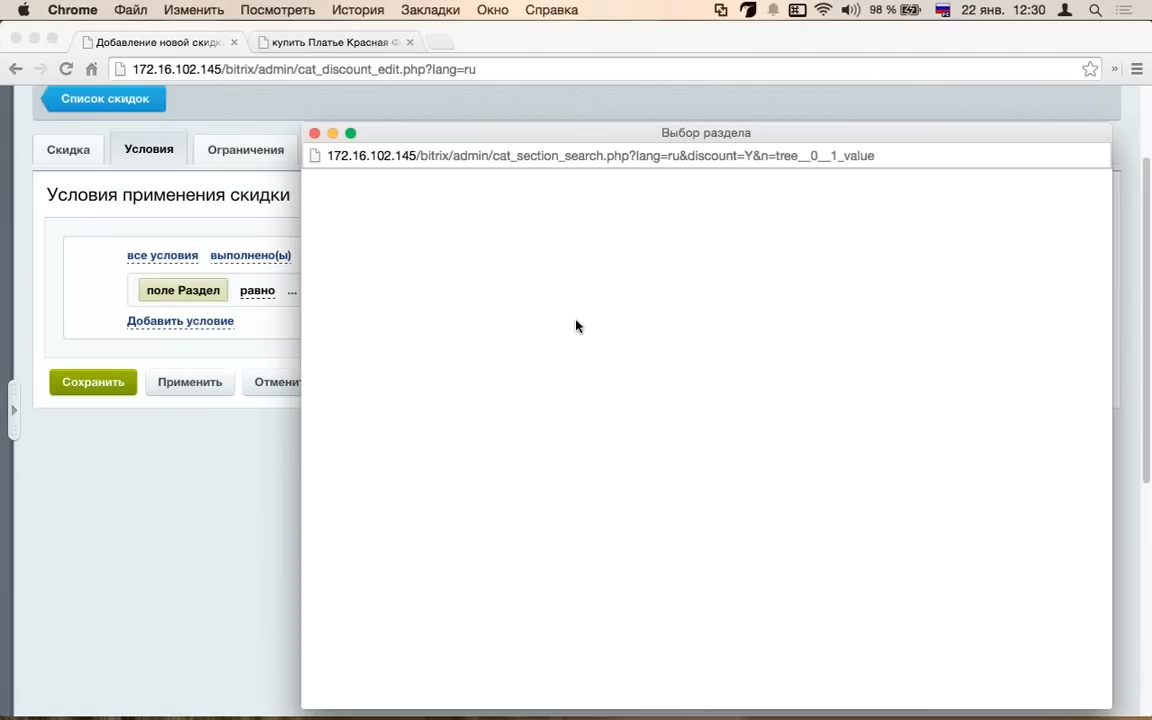 Chrome Файл Изменить Посмотреть История Закладки Окно Справка 98 % 22 янв. 12:30
Добавление новой скидк купить Платье Красная Ф
172.16.102.145/bitrix/admin/cat_discount_edit.php?lang=ru
Список скидок
Выбор раздела
Скидка Условия Ограничения
172.16.102.145/bitrix/admin/cat_section_search.php?lang=ru&discount=Y&n=tree__0__1_value
Условия применения скидки
все условия выполнено(ы)
поле Раздел равно ...
Добавить условие
Сохранить Применить Отменит